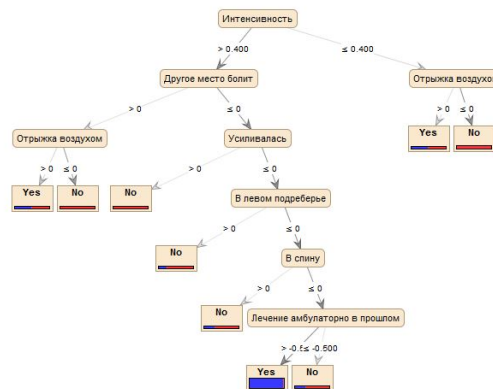 Интенсивность
> 0.400
≤ 0.400
Другое место болит
Отрыжка воздухом
> 0
≤ 0
> 0
≤ 0
Отрыжка воздухом
Усиливалась
Yes
No
> 0
≤ 0
> 0
≤ 0
Yes
No
No
В левом подреберье
> 0
≤ 0
No
В спину
> 0
≤ 0
No
Лечение амбулаторно в прошлом
≤ -0.500
Yes
No